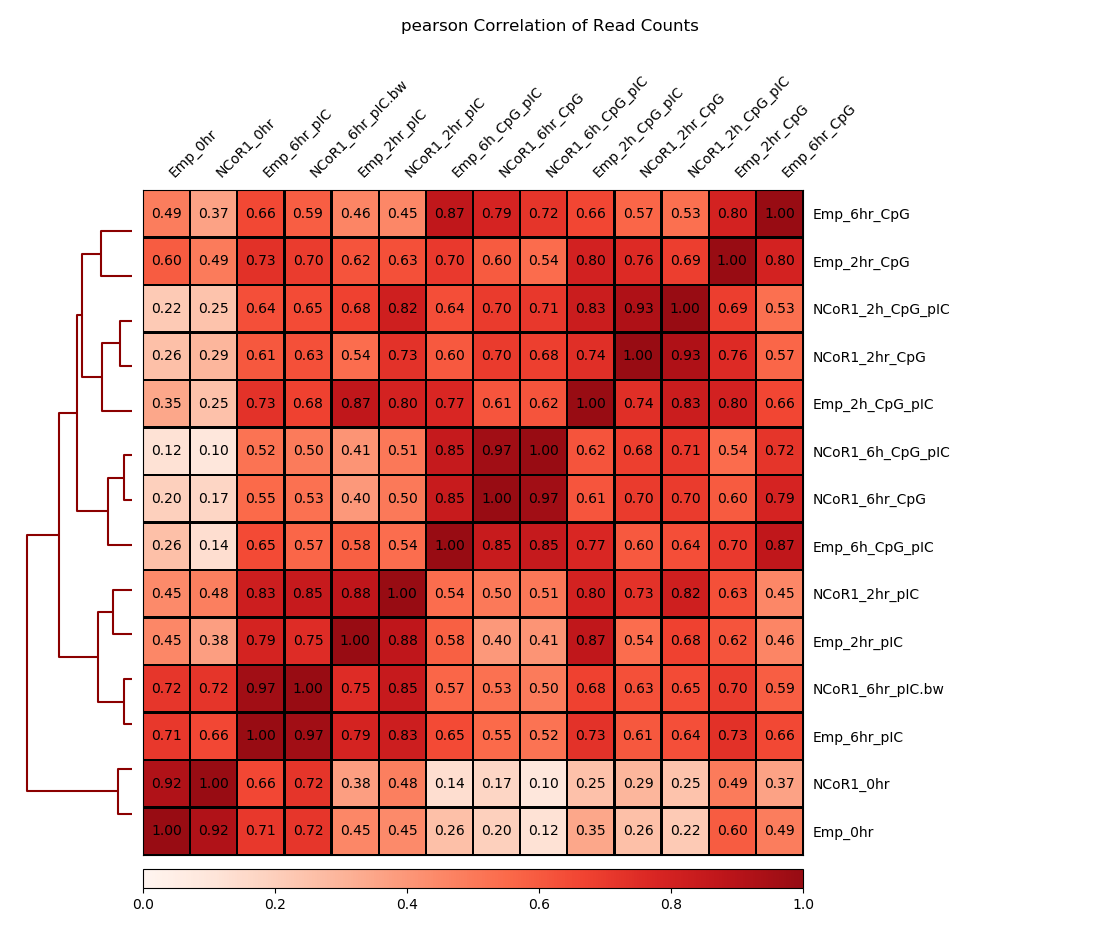 pearson Correlation of Read Counts
Emp_0hr
NCoR1_0hr
Emp_6hr_pIC
NCoR1_6hr_pIC.bw
Emp_2hr_pIC
NCoR1_2hr_pIC
Emp_6h_CpG_pIC
NCoR1_6hr_CpG
NCoR1_6h_CpG_pIC
Emp_2h_CpG_pIC
NCoR1_2hr_CpG
NCoR1_2h_CpG_pIC
Emp_2hr_CpG
Emp_6hr_CpG
0.49 0.37 0.66 0.59 0.46 0.45 0.87 0.79 0.72 0.66 0.57 0.53 0.80 1.00 Emp_6hr_CpG
0.60 0.49 0.73 0.70 0.62 0.63 0.70 0.60 0.54 0.80 0.76 0.69 1.00 0.80 Emp_2hr_CpG
0.22 0.25 0.64 0.65 0.68 0.82 0.64 0.70 0.71 0.83 0.93 1.00 0.69 0.53 NCoR1_2h_CpG_pIC
0.26 0.29 0.61 0.63 0.54 0.73 0.60 0.70 0.68 0.74 1.00 0.93 0.76 0.57 NCoR1_2hr_CpG
0.35 0.25 0.73 0.68 0.87 0.80 0.77 0.61 0.62 1.00 0.74 0.83 0.80 0.66 Emp_2h_CpG_pIC
0.12 0.10 0.52 0.50 0.41 0.51 0.85 0.97 1.00 0.62 0.68 0.71 0.54 0.72 NCoR1_6h_CpG_pIC
0.20 0.17 0.55 0.53 0.40 0.50 0.85 1.00 0.97 0.61 0.70 0.70 0.60 0.79 NCoR1_6hr_CpG
0.26 0.14 0.65 0.57 0.58 0.54 1.00 0.85 0.85 0.77 0.60 0.64 0.70 0.87 Emp_6h_CpG_pIC
0.45 0.48 0.83 0.85 0.88 1.00 0.54 0.50 0.51 0.80 0.73 0.82 0.63 0.45 NCoR1_2hr_pIC
0.45 0.38 0.79 0.75 1.00 0.88 0.58 0.40 0.41 0.87 0.54 0.68 0.62 0.46 Emp_2hr_pIC
0.72 0.72 0.97 1.00 0.75 0.85 0.57 0.53 0.50 0.68 0.63 0.65 0.70 0.59 NCoR1_6hr_pIC.bw
0.71 0.66 1.00 0.97 0.79 0.83 0.65 0.55 0.52 0.73 0.61 0.64 0.73 0.66 Emp_6hr_pIC
0.92 1.00 0.66 0.72 0.38 0.48 0.14 0.17 0.10 0.25 0.29 0.25 0.49 0.37 NCoR1_0hr
1.00 0.92 0.71 0.72 0.45 0.45 0.26 0.20 0.12 0.35 0.26 0.22 0.60 0.49 Emp_0hr
0.0 0.2 0.4 0.6 0.8 1.0